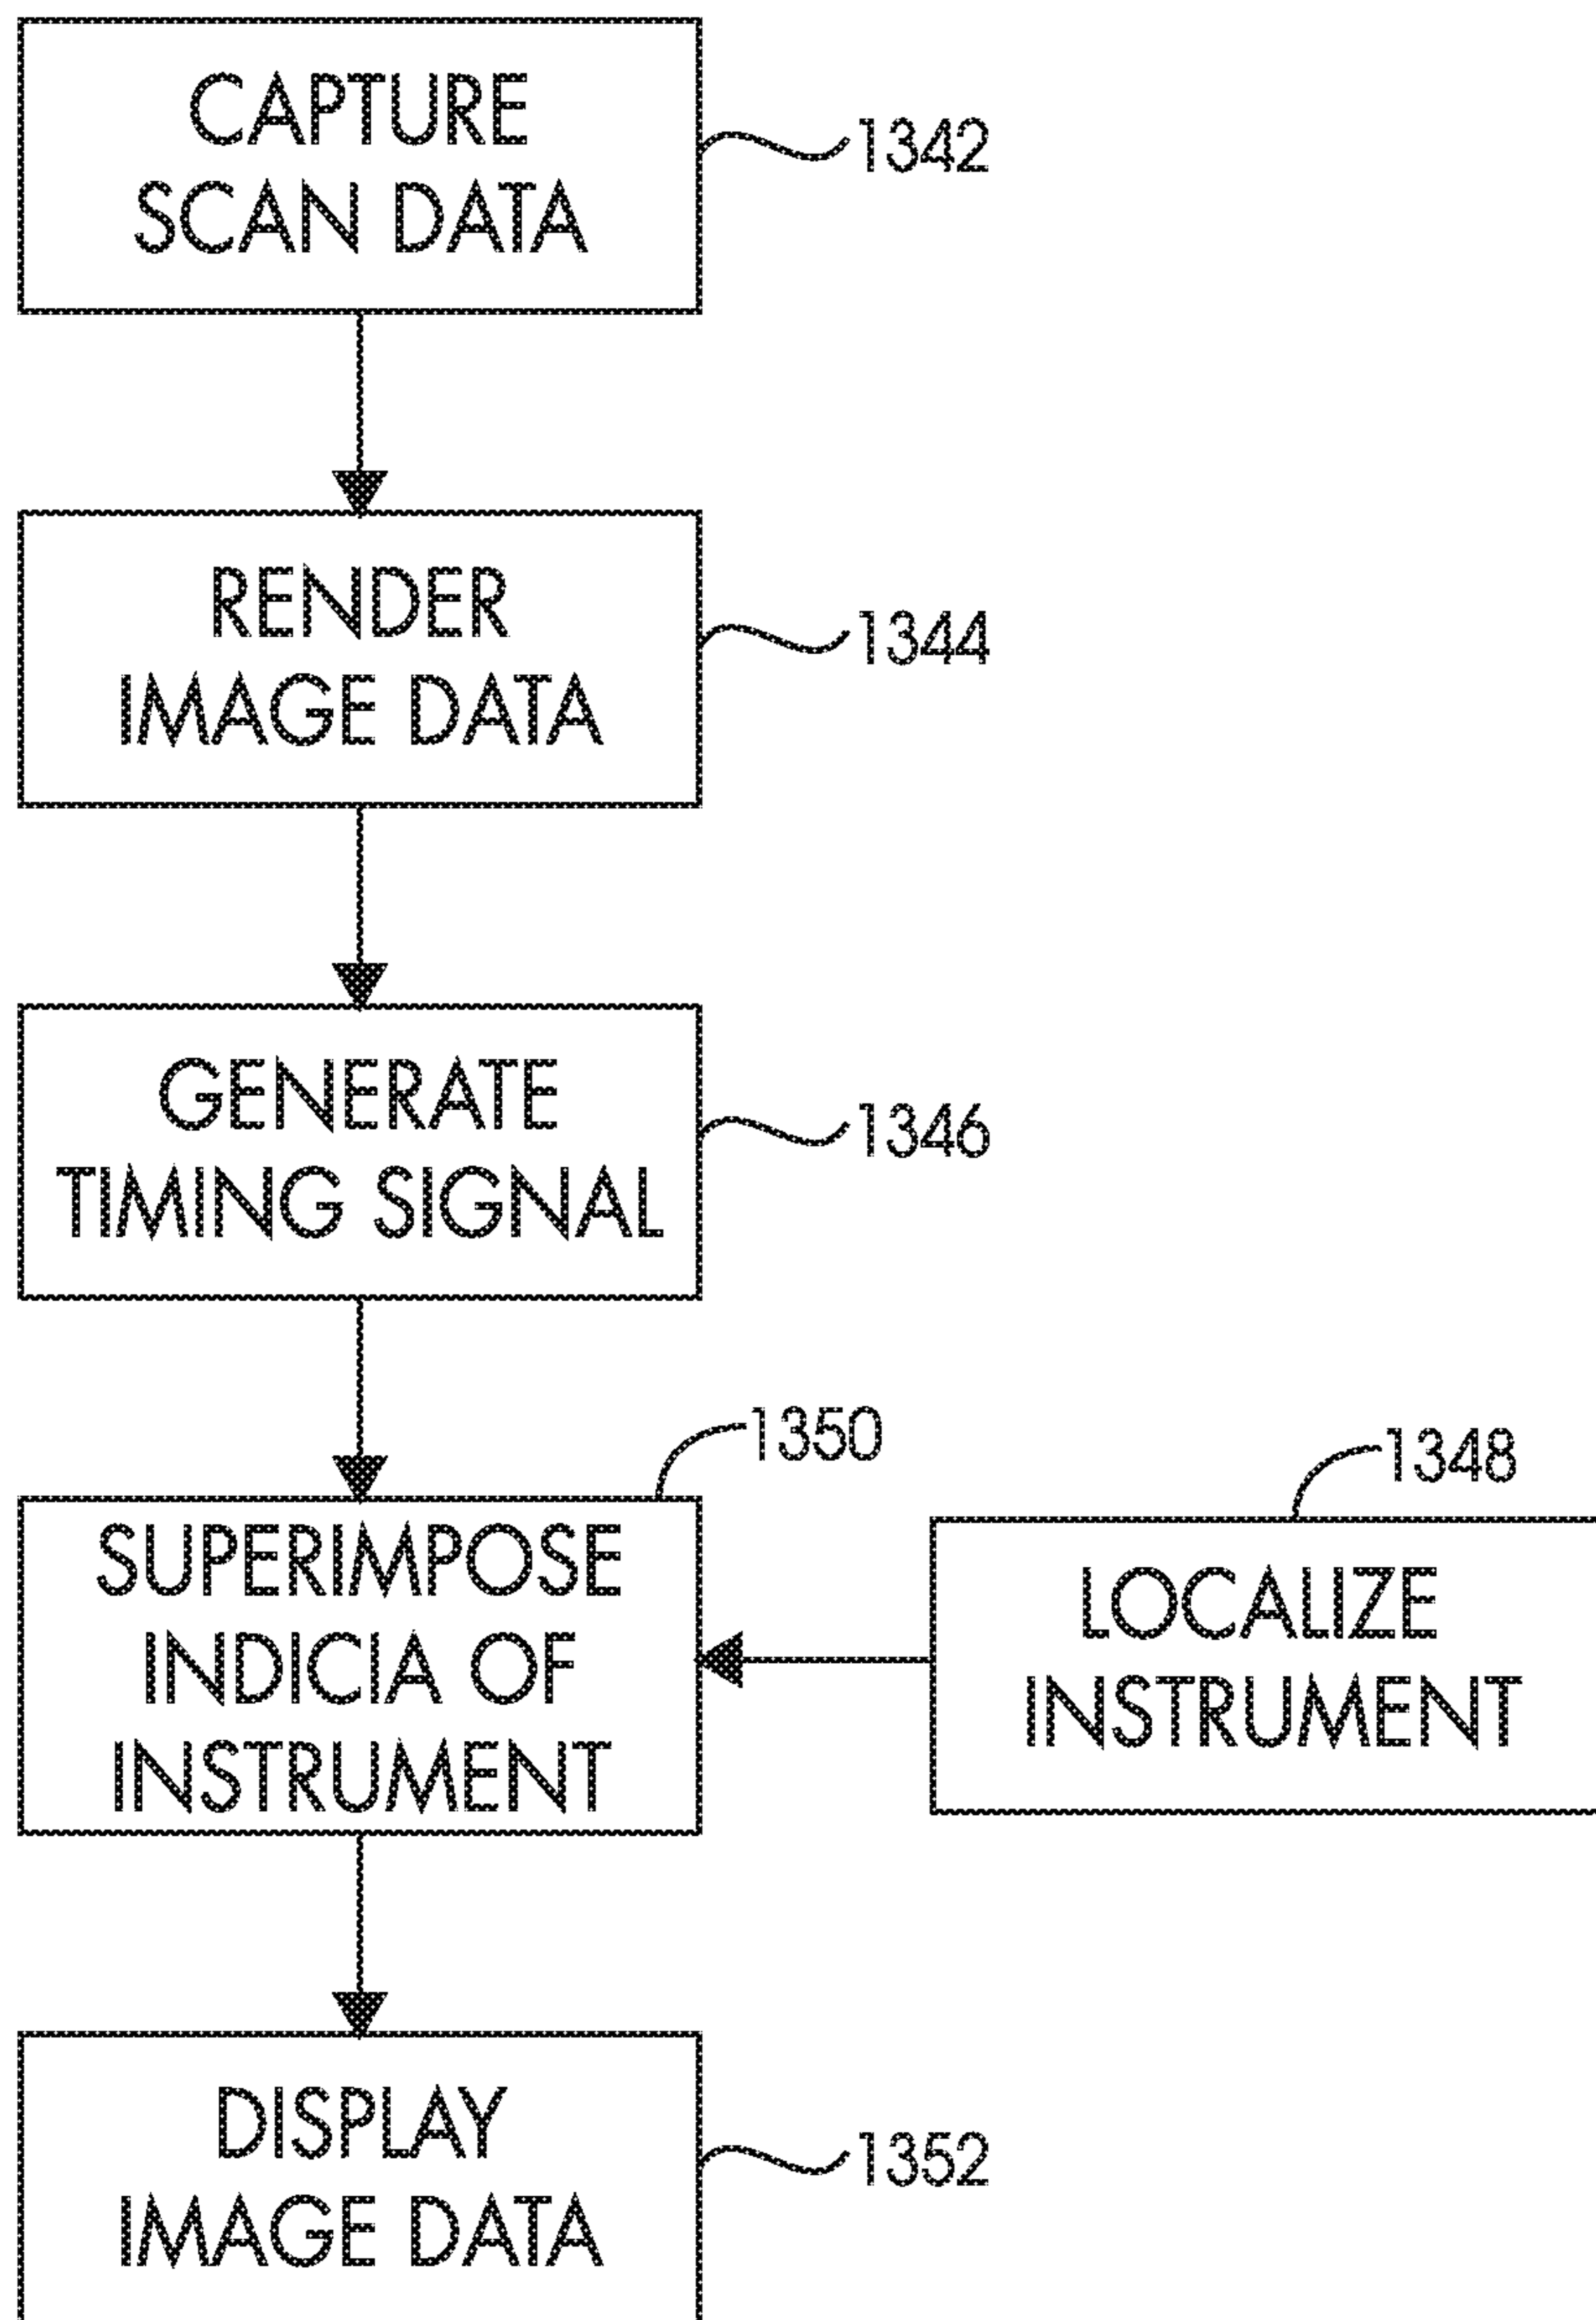 CAPTURE
SCAN DATA
1342
RENDER
IMAGE DATA
1344
GENERATE
TIMING SIGNAL
1346
1350
SUPERIMPOSE
INDICIA OF
INSTRUMENT
1348
LOCALIZE
INSTRUMENT
DISPLAY
IMAGE DATA
1352